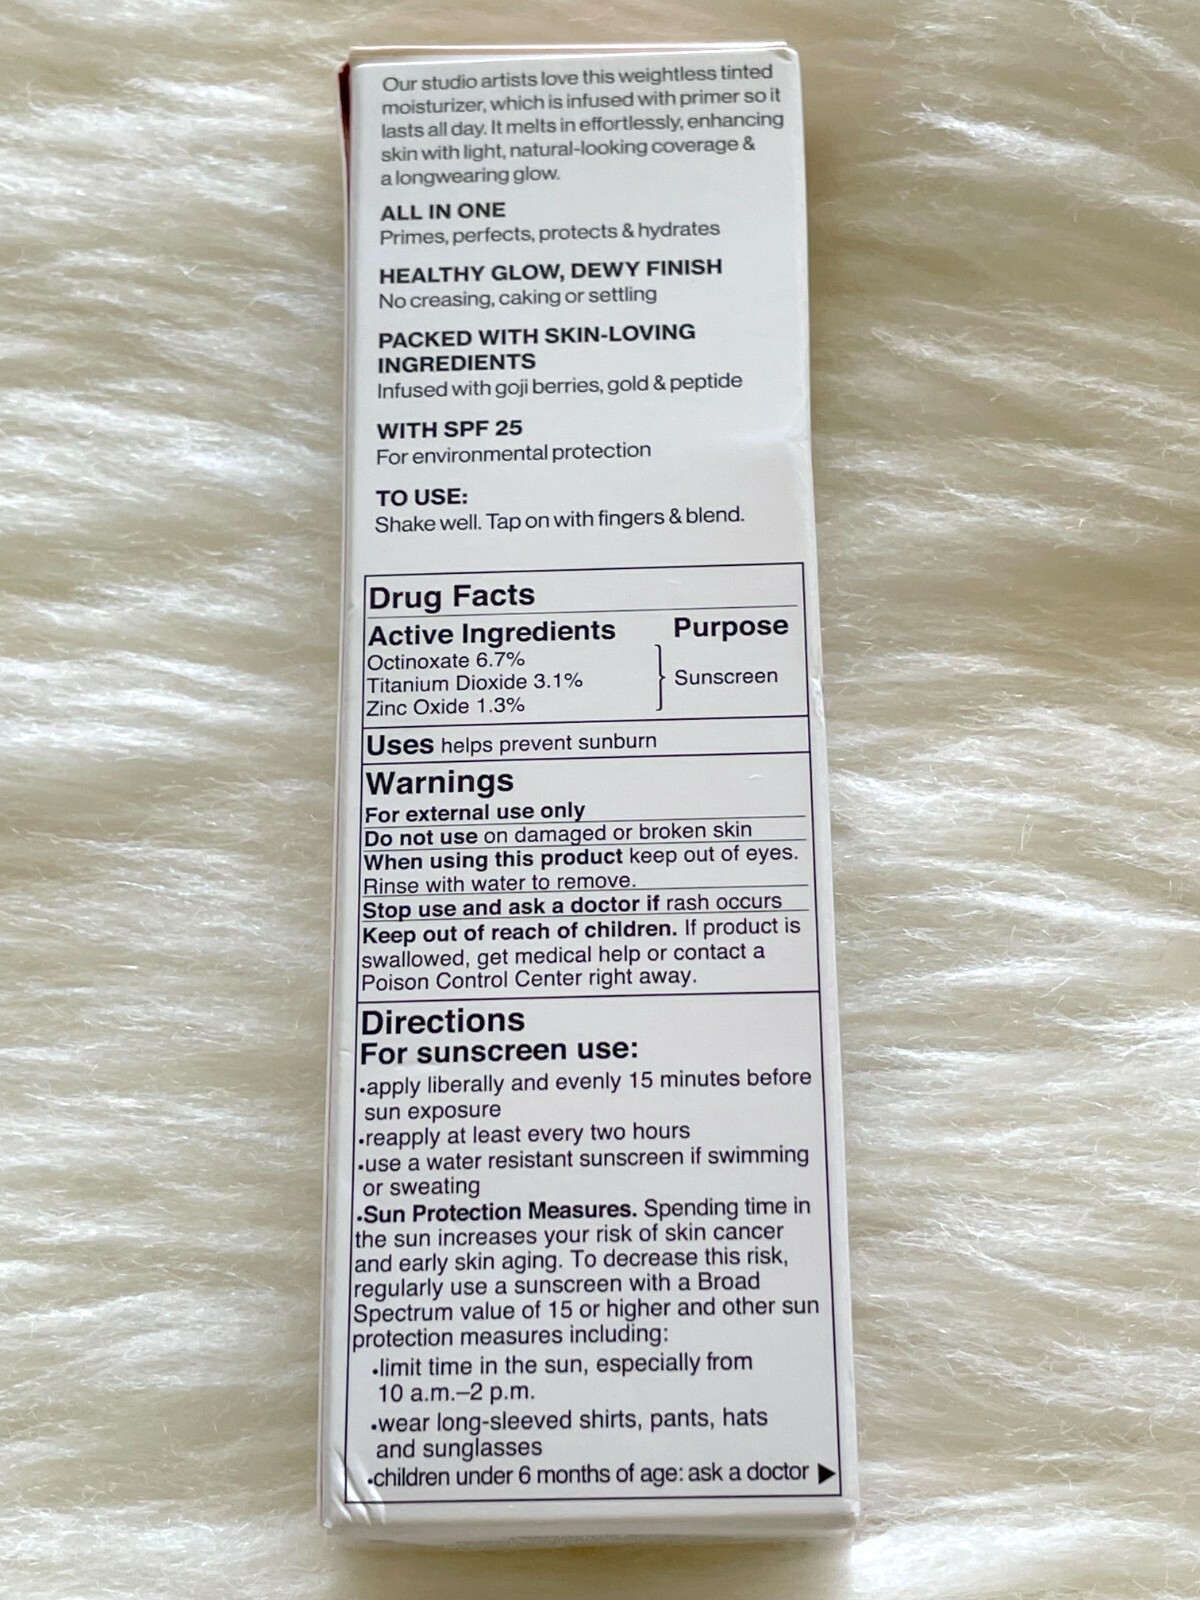 Our studio artists love this weightless tinted
moisturizer, which is infused with primer so it
lasts all day. It melts in effortlessly, enhancing
skin with light, natural-looking coverage &
a longwearing glow.
ALL IN ONE
Primes, perfects, protects & hydrates
HEALTHY GLOW, DEWY FINISH
No creasing, caking or settling
PACKED WITH SKIN-LOVING
INGREDIENTS
Infused with goji berries, gold & peptide
WITH SPF 25
For environmental protection
TO USE:
Shake well. Tap on with fingers & blend.
Drug Facts
Active Ingredients Purpose
Octinoxate 6.7%
Titanium Dioxide 3.1% Sunscreen
Zinc Oxide 1.3%
Uses helps prevent sunburn
Warnings
For external use only
Do not use on damaged or broken skin
When using this product keep out of eyes.
Rinse with water to remove.
Stop use and ask a doctor if rash occurs
Keep out of reach of children. If product is
swallowed, get medical help or contact a
Poison Control Center right away.
Directions
For sunscreen use:
•apply liberally and evenly 15 minutes before
sun exposure
•reapply at least every two hours
•use a water resistant sunscreen if swimming
or sweating
•Sun Protection Measures. Spending time in
the sun increases your risk of skin cancer
and early skin aging. To decrease this risk,
regularly use a sunscreen with a Broad
Spectrum value of 15 or higher and other sun
protection measures including:
•limit time in the sun, especially from
10 a.m.–2 p.m.
•wear long-sleeved shirts, pants, hats
and sunglasses
•children under 6 months of age: ask a doctor ▶